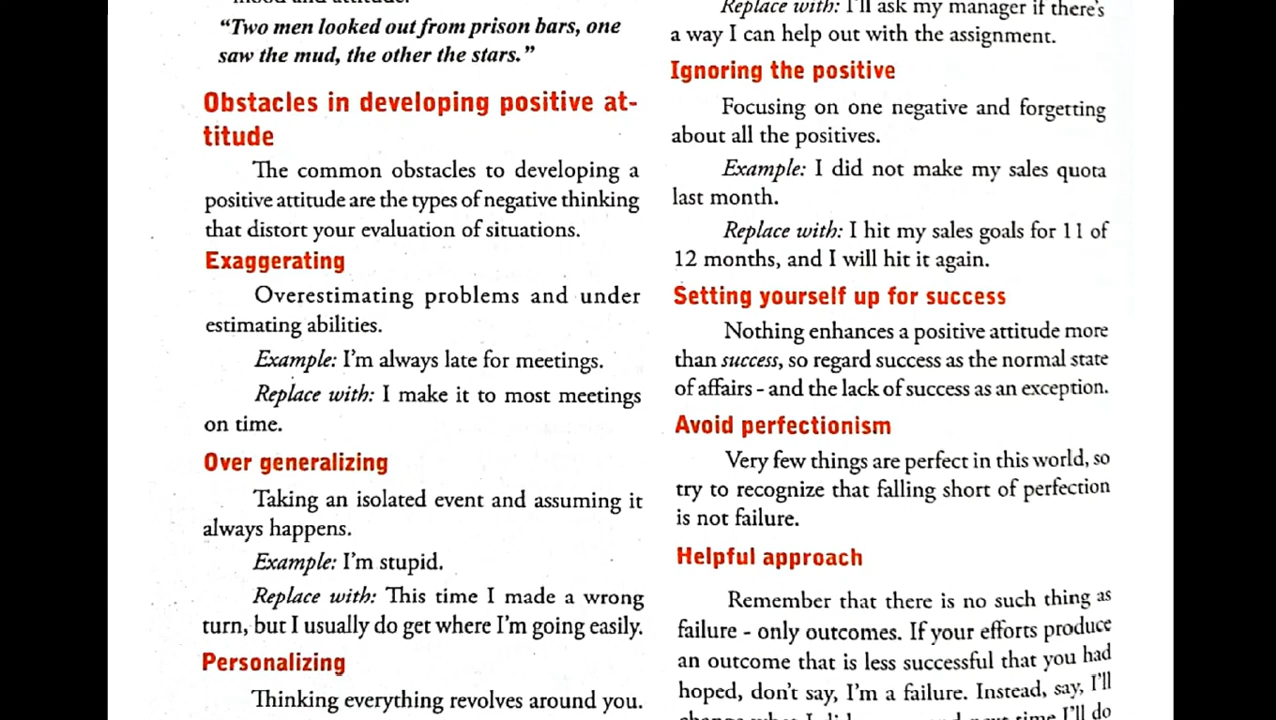 mood and attitude.
“Two men looked out from prison bars, one
saw the mud, the other the stars.”
Obstacles in developing positive at-
titude
The common obstacles to developing a
positive attitude are the types of negative thinking
that distort your evaluation of situations.
Exaggerating
Overestimating problems and under
estimating abilities.
Example: I'm always late for meetings.
Replace with: I make it to most meetings
on time.
Over generalizing
Taking an isolated event and assuming it
always happens.
Example: I'm stupid.
Replace with: This time I made a wrong
turn, but I usually do get where I'm going easily.
Personalizing
Thinking everything revolves around you.
Replace with: I'll ask my manager if there's
a way I can help out with the assignment.
Ignoring the positive
Focusing on one negative and forgetting
about all the positives.
Example: I did not make my sales quota
last month.
Replace with: I hit my sales goals for 11 of
12 months, and I will hit it again.
Setting yourself up for success
Nothing enhances a positive attitude more
than success, so regard success as the normal state
of affairs - and the lack of success as an exception.
Avoid perfectionism
Very few things are perfect in this world, so
try to recognize that falling short of perfection
is not failure.
Helpful approach
Remember that there is no such thing as
failure - only outcomes. If your efforts produce
an outcome that is less successful that you had
hoped, don't say, I'm a failure. Instead, say, I'll
time I'll do